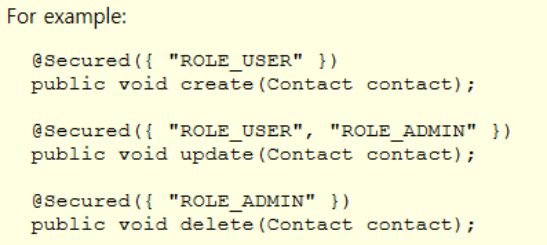 For example:
@Secured({ "ROLE_USER" })
public void create(Contact contact);
@Secured({ "ROLE_USER", "ROLE_ADMIN" })
public void update(Contact contact);
@Secured({ "ROLE_ADMIN" })
public void delete(Contact contact);